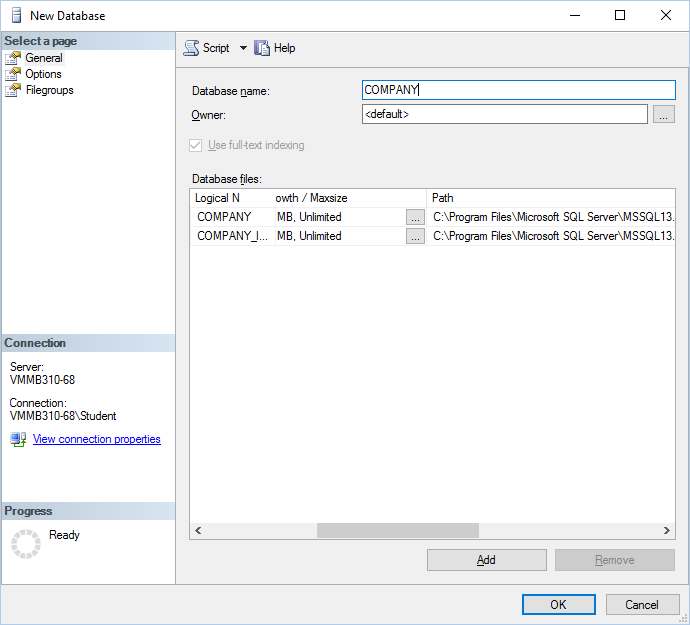 New Database
Select a page
General
Options
Filegroups
Script
Help
Database name:
COMPANY
Owner:
<default>
...
Use full-text indexing
Database files:
Logical N owth / Maxsize Path
COMPANY MB, Unlimited ... C:\Program Files\Microsoft SQL Server\MSSQL13.
COMPANY_l... MB, Unlimited ... C:\Program Files\Microsoft SQL Server\MSSQL13.
Connection
Server:
VMMB310-68
Connection:
VMMB310-68\Student
View connection properties
Progress
Ready
Add
Remove
OK
Cancel